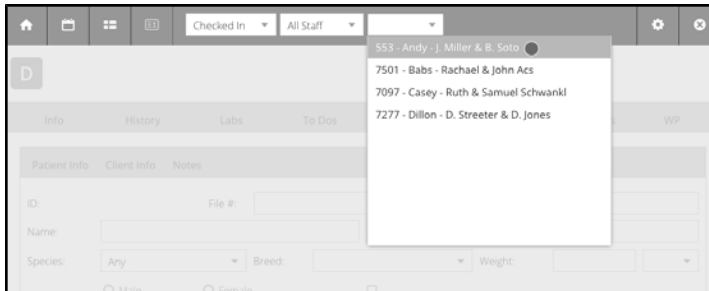 Checked In All Staff
553 - Andy - J. Miller & B. Soto
D
7501 - Babs - Rachael & John Acs
7097 - Casey - Ruth & Samuel Schwankl
7277 - Dillon - D. Streeter & D. Jones
Info History Labs To Dos WP
Patient Info Client Info Notes
ID: File #:
Name:
Species: Any Breed: Weight:
Male Female